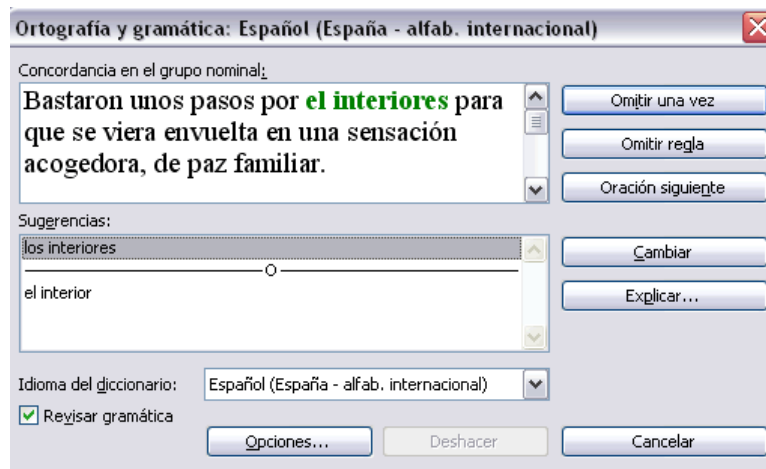 Ortografía y gramática: Español (España - alfab. internacional)
Concordancia en el grupo nominal:
Bastaron unos pasos por el interiores para
que se viera envuelta en una sensación
acogedora, de paz familiar.
Omitir una vez
Omitir regla
Oración siguiente
Sugerencias:
los interiores
O
el interior
Cambiar
Explicar...
Idioma del diccionario:
Español (España - alfab. internacional)
Revisar gramática
Opciones...
Deshacer
Cancelar